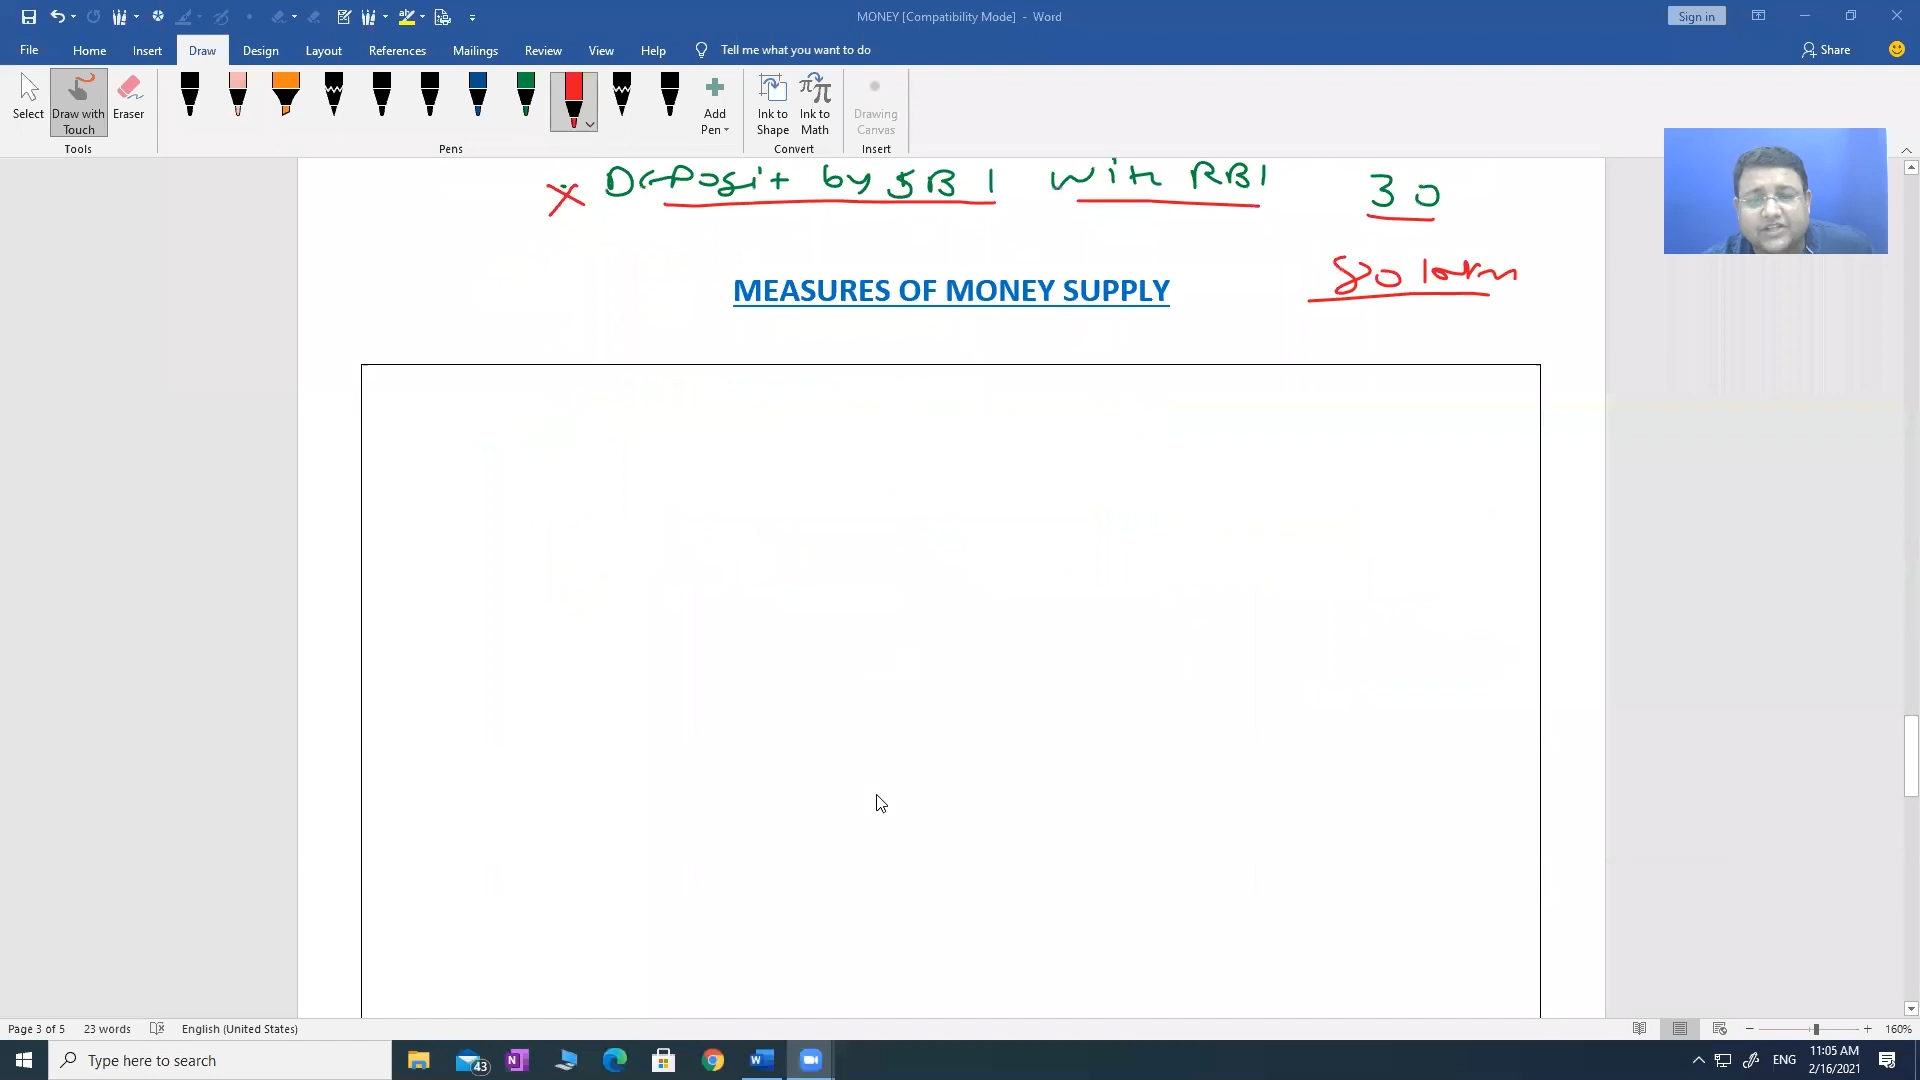 MONEY [Compatibility Mode] - Word
Sign in
File Home Insert Draw Design Layout References Mailings Review View Help Tell me what you want to do
Share
Select Draw with Touch Eraser Add Pen Ink to Shape Ink to Math Drawing Canvas
Tools Pens Convert Insert
x Deposit by SBI with RBI 30
80
MEASURES OF MONEY SUPPLY
Page 3 of 5 23 words English (United States) 160%
Type here to search
43
ENG
11:05 AM
2/16/2021